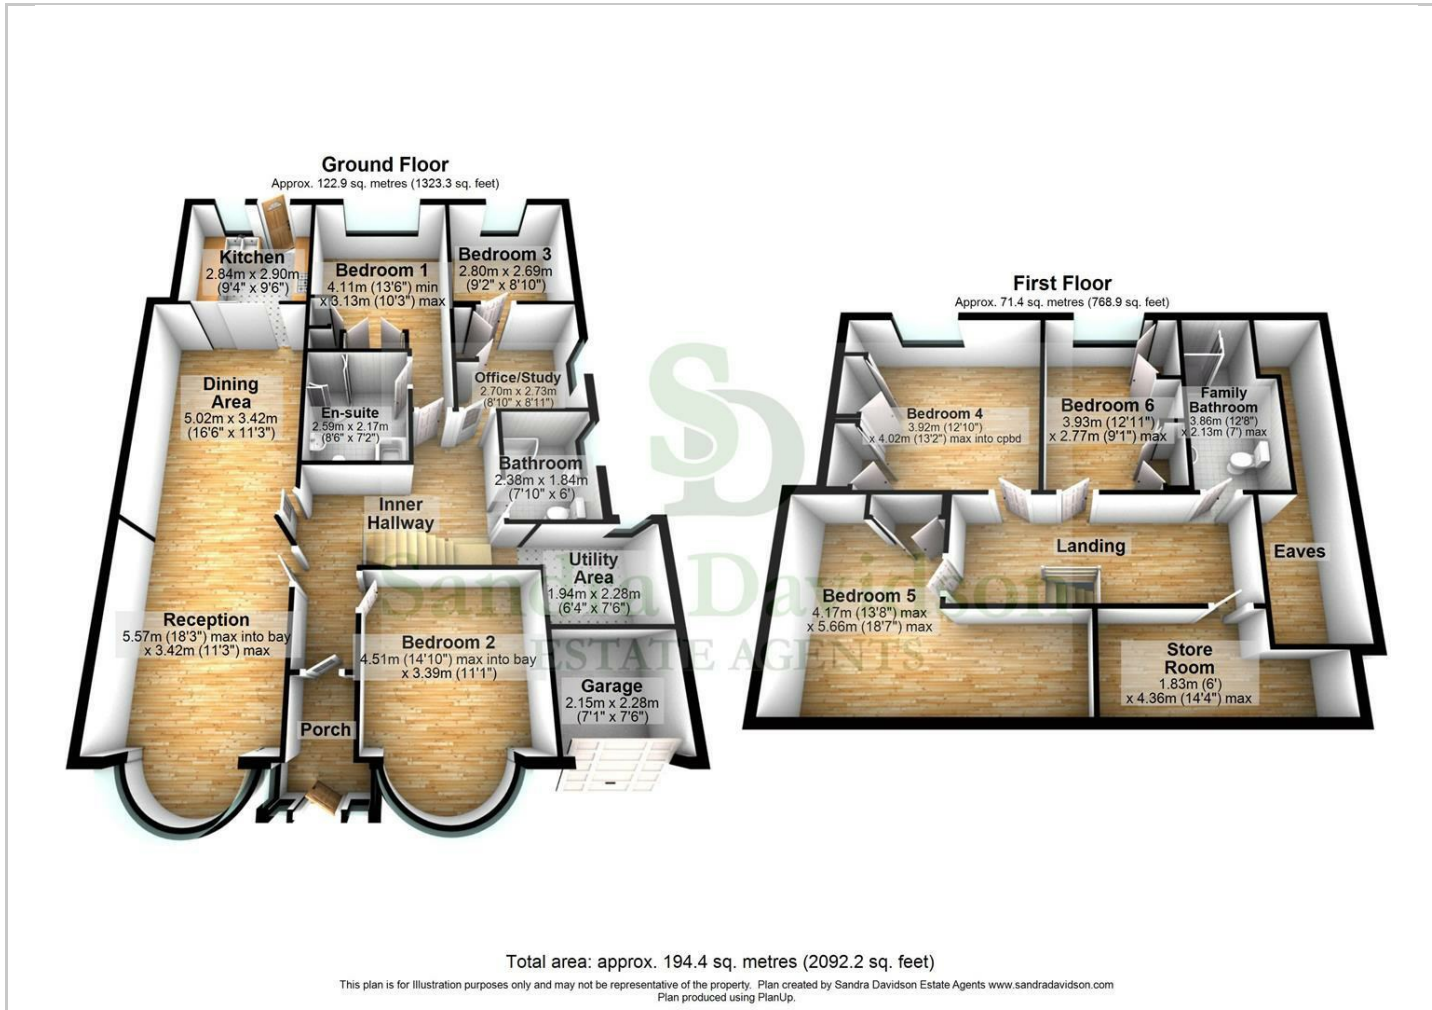 Ground Floor
Approx. 122.9 sq. metres (1323.3 sq. feet)
Kitchen
2.84m x 2.90m
(9'4" x 9'6")
Bedroom 1
4.11m (13'6") min
x 3.13m (10'3") max
Bedroom 3
2.80m x 2.69m
(9'2" x 8'10")
Dining
Area
5.02m x 3.42m
(16'6" x 11'3")
En-suite
2.59m x 2.17m
(8'6" x 7'2")
Office/Study
2.70m x 2.73m
(8'10" x 8'11")
Bathroom
2.38m x 1.84m
(7'10" x 6')
Inner
Hallway
Utility
Area
1.94m x 2.28m
(6'4" x 7'6")
Reception
5.57m (18'3") max into bay
x 3.42m (11'3") max
Bedroom 2
4.51m (14'10") max into bay
x 3.39m (11'1")
Garage
2.15m x 2.28m
(7'1" x 7'6")
Porch
First Floor
Approx. 71.4 sq. metres (768.9 sq. feet)
Bedroom 4
3.92m (12'10")
x 4.02m (13'2") max into cpbd
Bedroom 6
3.93m (12'11")
x 2.77m (9'1") max
Family
Bathroom
3.86m (12'8")
x 2.13m (7') max
Landing
Eaves
Bedroom 5
4.17m (13'8") max
x 5.66m (18'7") max
Store
Room
1.83m (6')
x 4.36m (14'4") max
SD
Sandra Davidson
ESTATE AGENTS
Total area: approx. 194.4 sq. metres (2092.2 sq. feet)
This plan is for Illustration purposes only and may not be representative of the property. Plan created by Sandra Davidson Estate Agents www.sandradavidson.com
Plan produced using PlanUp.